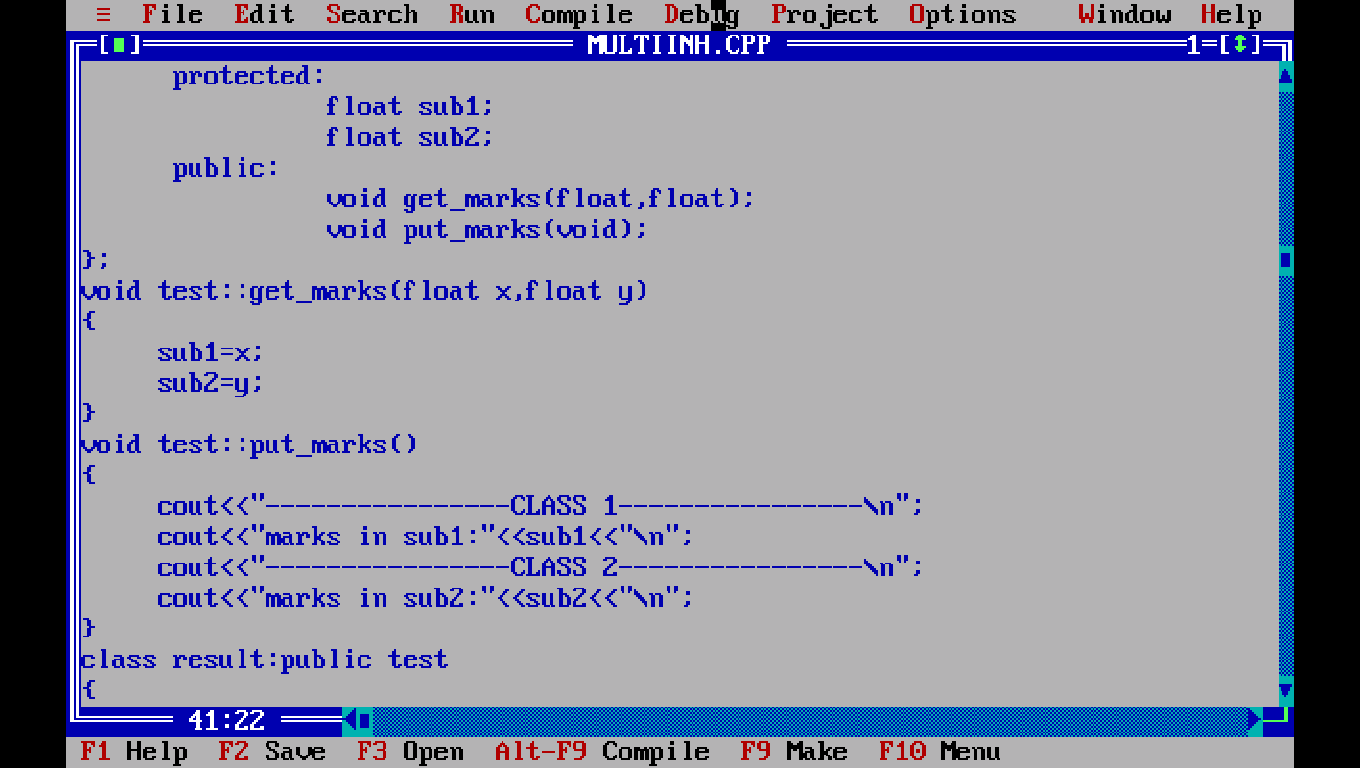 ≡ File Edit Search Run Compile Debug Project Options Window Help
[■] MULTIINH.CPP 1=[↕]
protected:
float sub1;
float sub2;
public:
void get_marks(float,float);
void put_marks(void);
};
void test::get_marks(float x,float y)
{
sub1=x;
sub2=y;
}
void test::put_marks()
{
cout<<"----------------CLASS 1----------------\n";
cout<<"marks in sub1:"<<sub1<<"\n";
cout<<"----------------CLASS 2----------------\n";
cout<<"marks in sub2:"<<sub2<<"\n";
}
class result:public test
{
41:22
F1 Help F2 Save F3 Open Alt-F9 Compile F9 Make F10 Menu